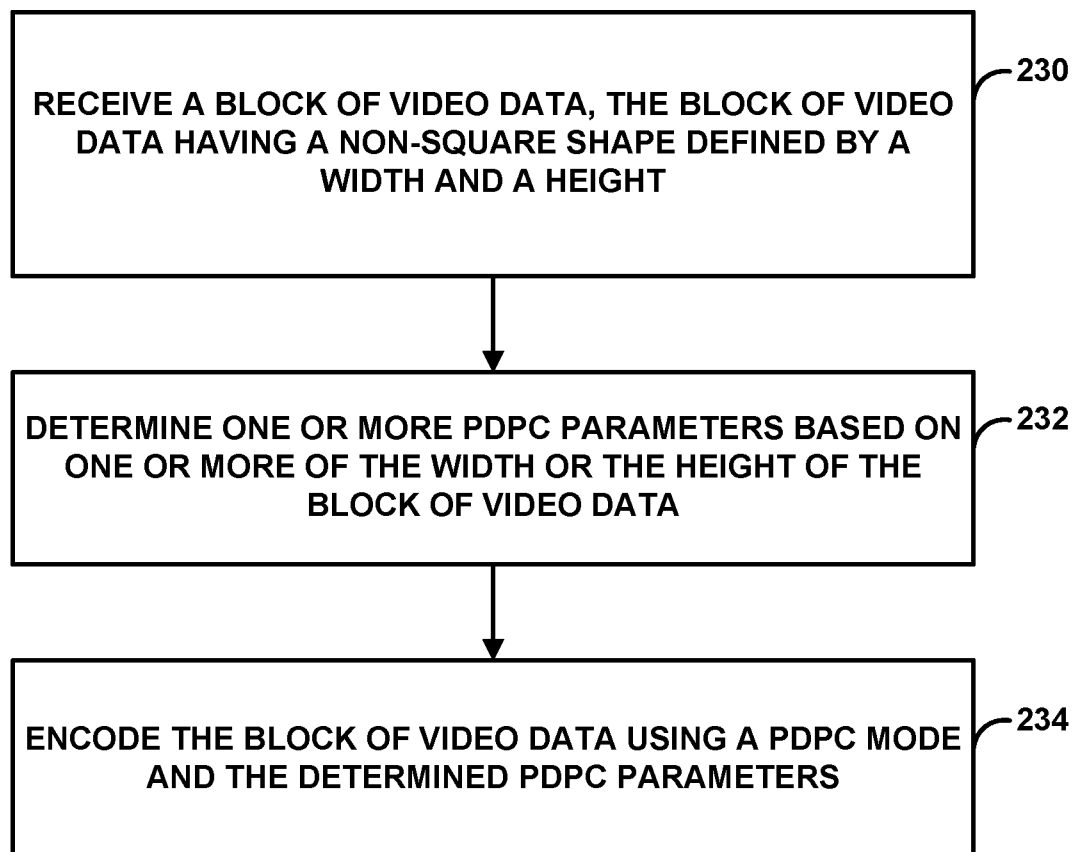 RECEIVE A BLOCK OF VIDEO DATA, THE BLOCK OF VIDEO
DATA HAVING A NON-SQUARE SHAPE DEFINED BY A
WIDTH AND A HEIGHT
230
DETERMINE ONE OR MORE PDPC PARAMETERS BASED ON
ONE OR MORE OF THE WIDTH OR THE HEIGHT OF THE
BLOCK OF VIDEO DATA
232
ENCODE THE BLOCK OF VIDEO DATA USING A PDPC MODE
AND THE DETERMINED PDPC PARAMETERS
234